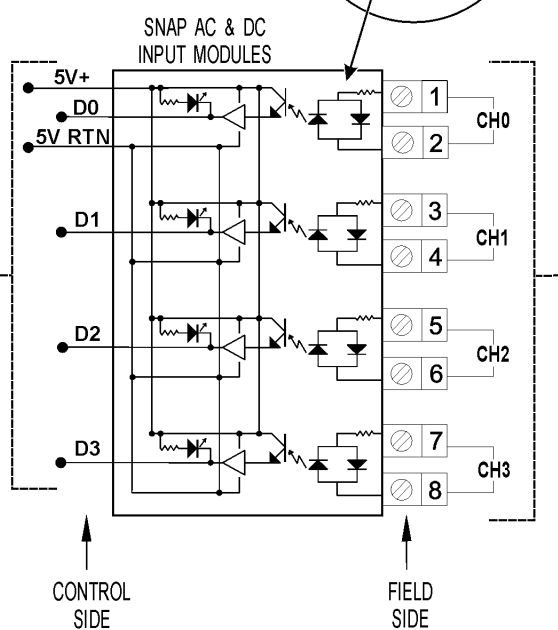 SNAP AC & DC
INPUT MODULES
5V+
D0
5V RTN
D1
D2
D3
1
2
CH0
3
4
CH1
5
6
CH2
7
8
CH3
CONTROL
SIDE
FIELD
SIDE